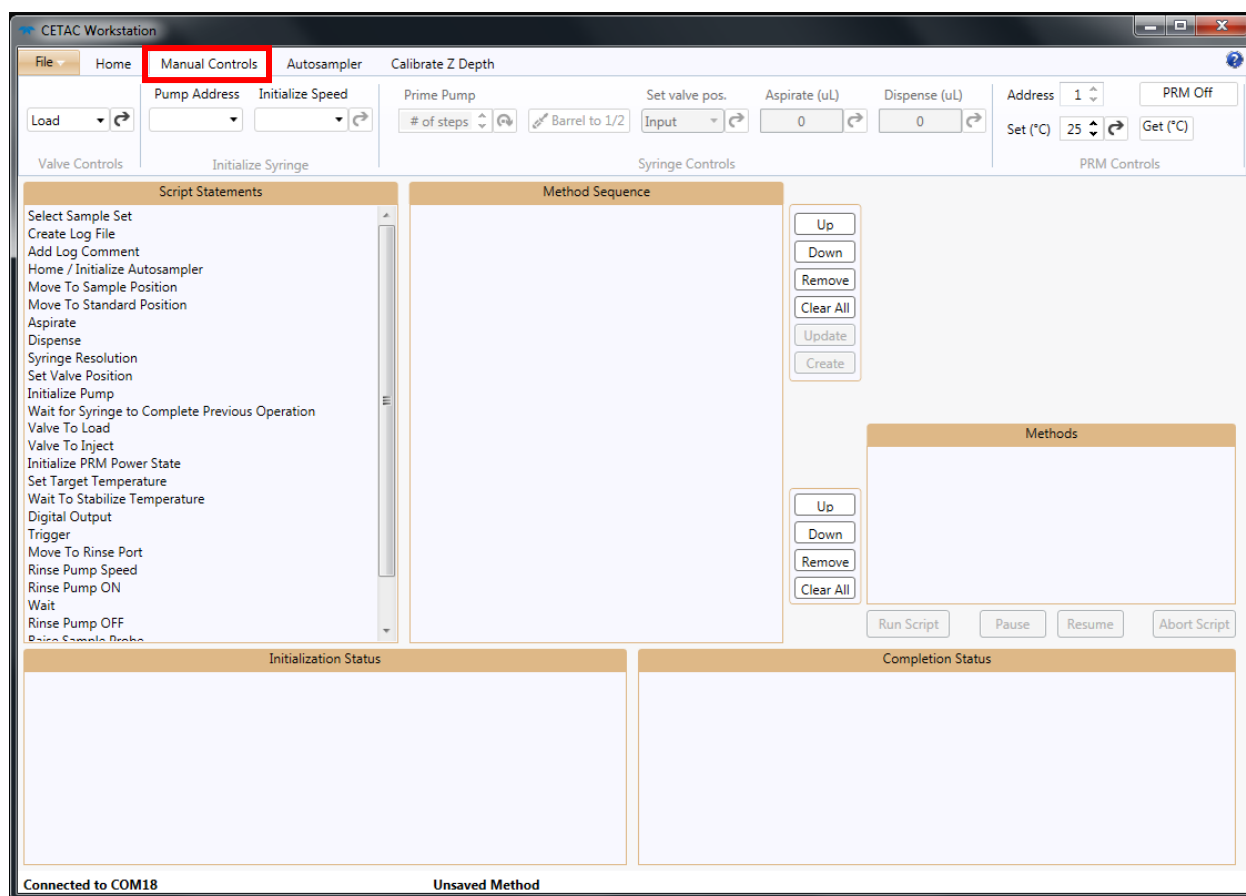 CETAC Workstation
File Home Manual Controls Autosampler Calibrate Z Depth
Pump Address Initialize Speed Prime Pump Set valve pos. Aspirate (uL) Dispense (uL) Address 1 PRM Off
Load # of steps Barrel to 1/2 Input 0 0 Set (°C) 25 Get (°C)
Valve Controls Initialize Syringe Syringe Controls PRM Controls
Script Statements
Select Sample Set
Create Log File
Add Log Comment
Home / Initialize Autosampler
Move To Sample Position
Move To Standard Position
Aspirate
Dispense
Syringe Resolution
Set Valve Position
Initialize Pump
Wait for Syringe to Complete Previous Operation
Valve To Load
Valve To Inject
Initialize PRM Power State
Set Target Temperature
Wait To Stabilize Temperature
Digital Output
Trigger
Move To Rinse Port
Rinse Pump Speed
Rinse Pump ON
Wait
Rinse Pump OFF
Raise Sample Probe
Method Sequence
Up
Down
Remove
Clear All
Update
Create
Up
Down
Remove
Clear All
Methods
Run Script Pause Resume Abort Script
Initialization Status
Completion Status
Connected to COM18 Unsaved Method